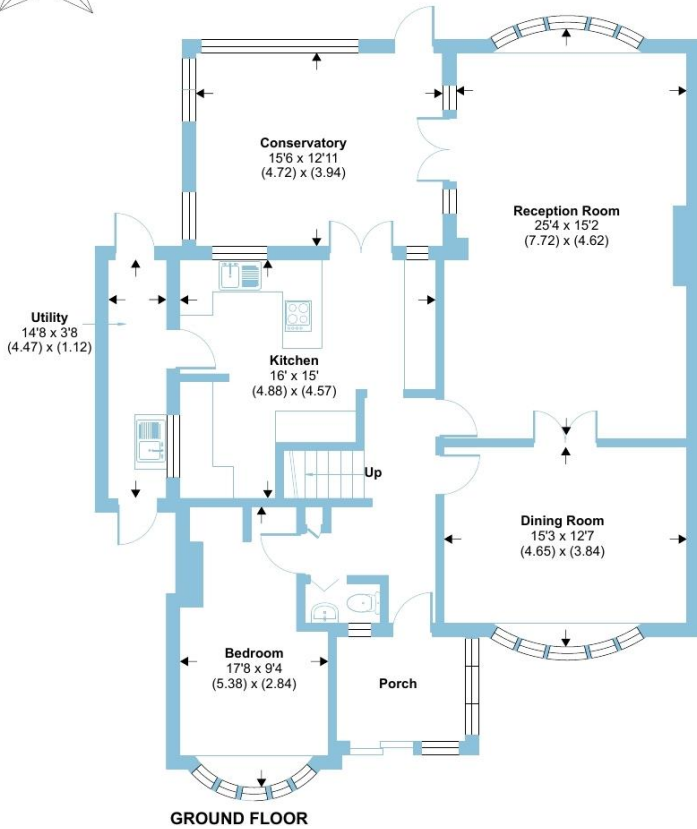 Conservatory
15'6 x 12'11
(4.72) x (3.94)
Reception Room
25'4 x 15'2
(7.72) x (4.62)
Utility
14'8 x 3'8
(4.47) x (1.12)
Kitchen
16' x 15'
(4.88) x (4.57)
Up
Dining Room
15'3 x 12'7
(4.65) x (3.84)
Bedroom
17'8 x 9'4
(5.38) x (2.84)
Porch
GROUND FLOOR